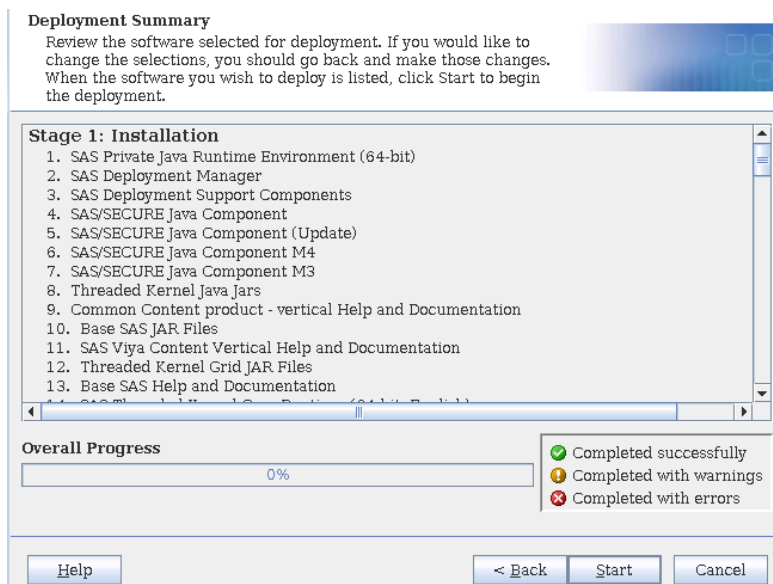 Deployment Summary
Review the software selected for deployment. If you would like to
change the selections, you should go back and make those changes.
When the software you wish to deploy is listed, click Start to begin
the deployment.
Stage 1: Installation
1. SAS Private Java Runtime Environment (64-bit)
2. SAS Deployment Manager
3. SAS Deployment Support Components
4. SAS/SECURE Java Component
5. SAS/SECURE Java Component (Update)
6. SAS/SECURE Java Component M4
7. SAS/SECURE Java Component M3
8. Threaded Kernel Java Jars
9. Common Content product - vertical Help and Documentation
10. Base SAS JAR Files
11. SAS Viya Content Vertical Help and Documentation
12. Threaded Kernel Grid JAR Files
13. Base SAS Help and Documentation
Overall Progress
0%
Completed successfully
Completed with warnings
Completed with errors
Help
< Back
Start
Cancel